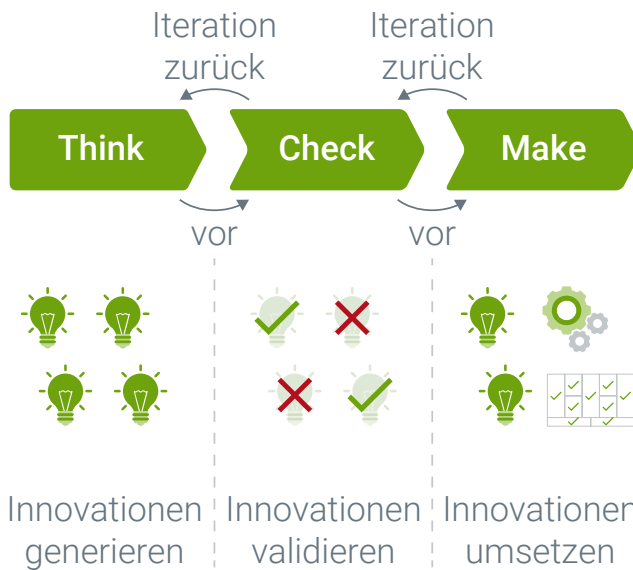 Iteration
zurück
Iteration
zurück
Think
Check
Make
vor
vor
Innovationen
generieren
Innovationen
validieren
Innovationen
umsetzen